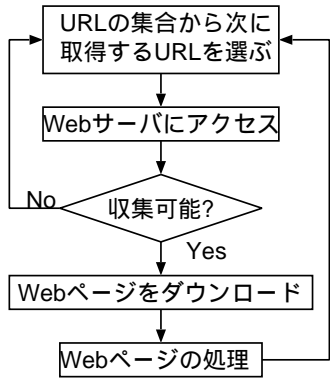 URLの集合から次に
取得するURLを選ぶ
Webサーバにアクセス
収集可能?
No
Yes
Webページをダウンロード
Webページの処理